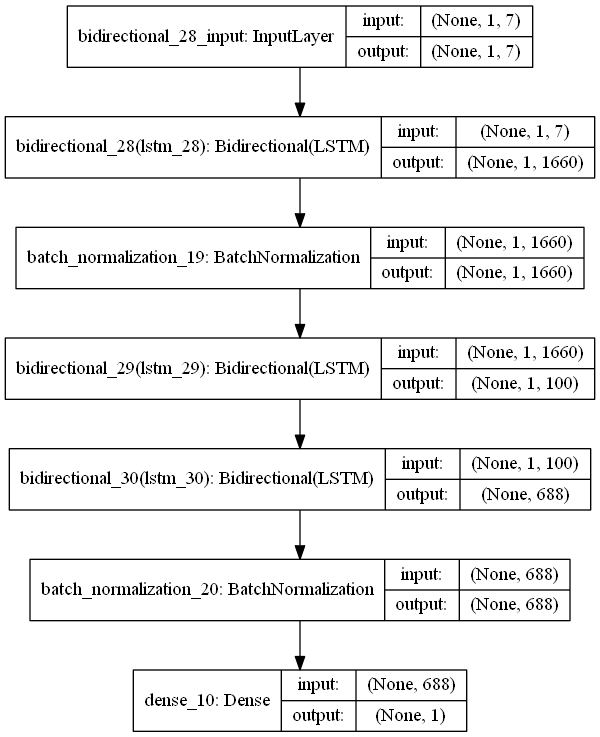 bidirectional_28_input: InputLayer
input: (None, 1, 7)
output: (None, 1, 7)
bidirectional_28(lstm_28): Bidirectional(LSTM)
input: (None, 1, 7)
output: (None, 1, 1660)
batch_normalization_19: BatchNormalization
input: (None, 1, 1660)
output: (None, 1, 1660)
bidirectional_29(lstm_29): Bidirectional(LSTM)
input: (None, 1, 1660)
output: (None, 1, 100)
bidirectional_30(lstm_30): Bidirectional(LSTM)
input: (None, 1, 100)
output: (None, 688)
batch_normalization_20: BatchNormalization
input: (None, 688)
output: (None, 688)
dense_10: Dense
input: (None, 688)
output: (None, 1)